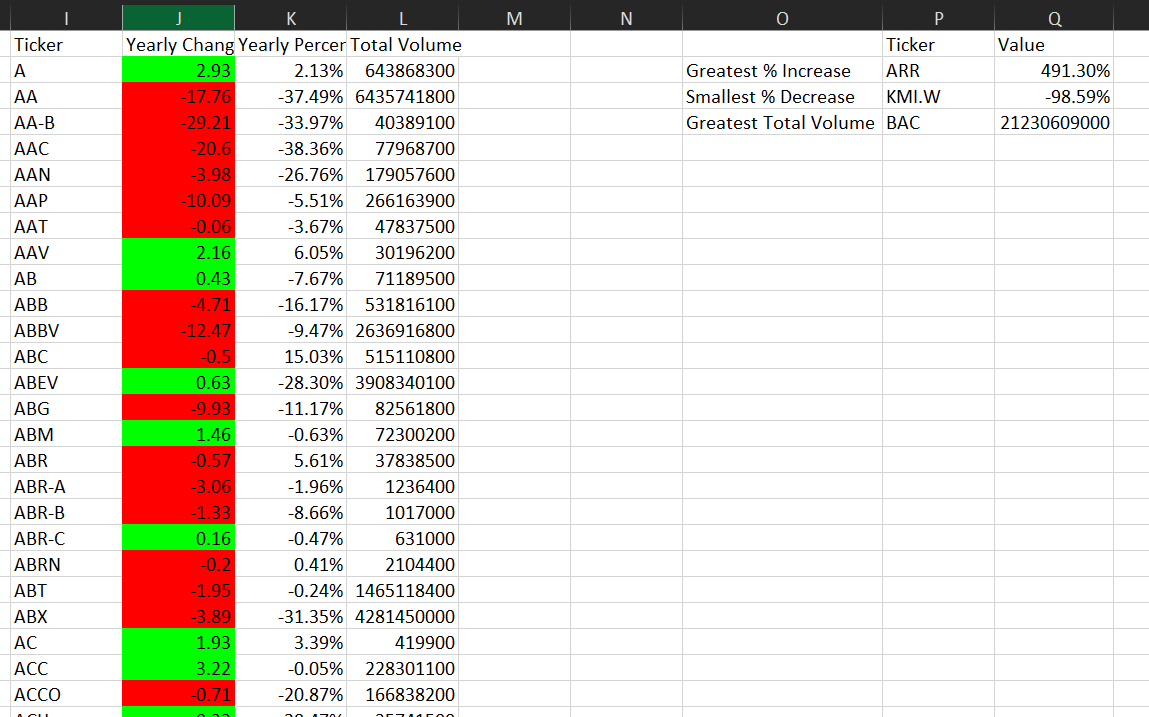 I J K L M N O P Q
Ticker Yearly Chang Yearly Percer Total Volume Ticker Value
A 2.93 2.13% 643868300 Greatest % Increase ARR 491.30%
AA -17.76 -37.49% 6435741800 Smallest % Decrease KMI.W -98.59%
AA-B -29.21 -33.97% 40389100 Greatest Total Volume BAC 21230609000
AAC -20.6 -38.36% 77968700
AAN -3.98 -26.76% 179057600
AAP -10.09 -5.51% 266163900
AAT -0.06 -3.67% 47837500
AAV 2.16 6.05% 30196200
AB 0.43 -7.67% 71189500
ABB -4.71 -16.17% 531816100
ABBV -12.47 -9.47% 2636916800
ABC -0.5 15.03% 515110800
ABEV 0.63 -28.30% 3908340100
ABG -9.93 -11.17% 82561800
ABM 1.46 -0.63% 72300200
ABR -0.57 5.61% 37838500
ABR-A -3.06 -1.96% 1236400
ABR-B -1.33 -8.66% 1017000
ABR-C 0.16 -0.47% 631000
ABRN -0.2 0.41% 2104400
ABT -1.95 -0.24% 1465118400
ABX -3.89 -31.35% 4281450000
AC 1.93 3.39% 419900
ACC 3.22 -0.05% 228301100
ACCO -0.71 -20.87% 166838200